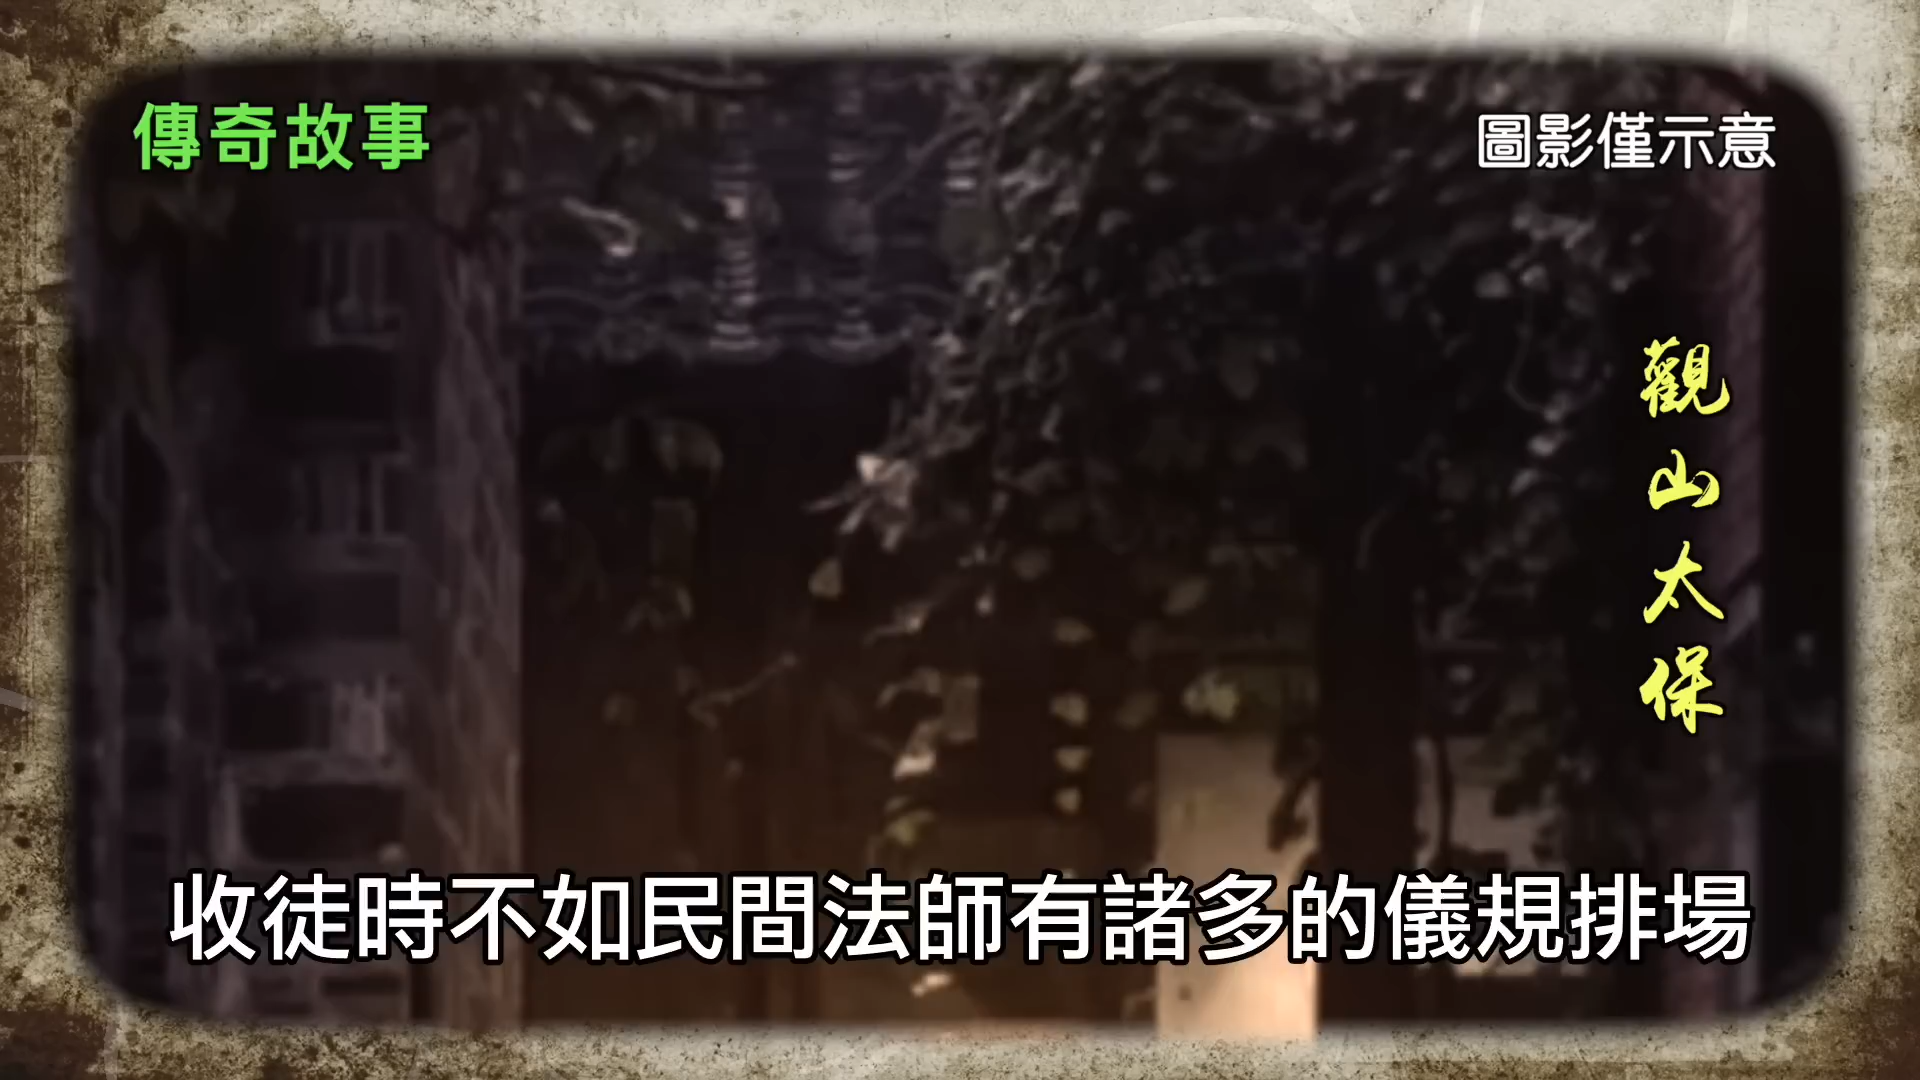 傳奇故事
圖影僅示意
觀山太保
收徒時不如民間法師有諸多的儀規排場